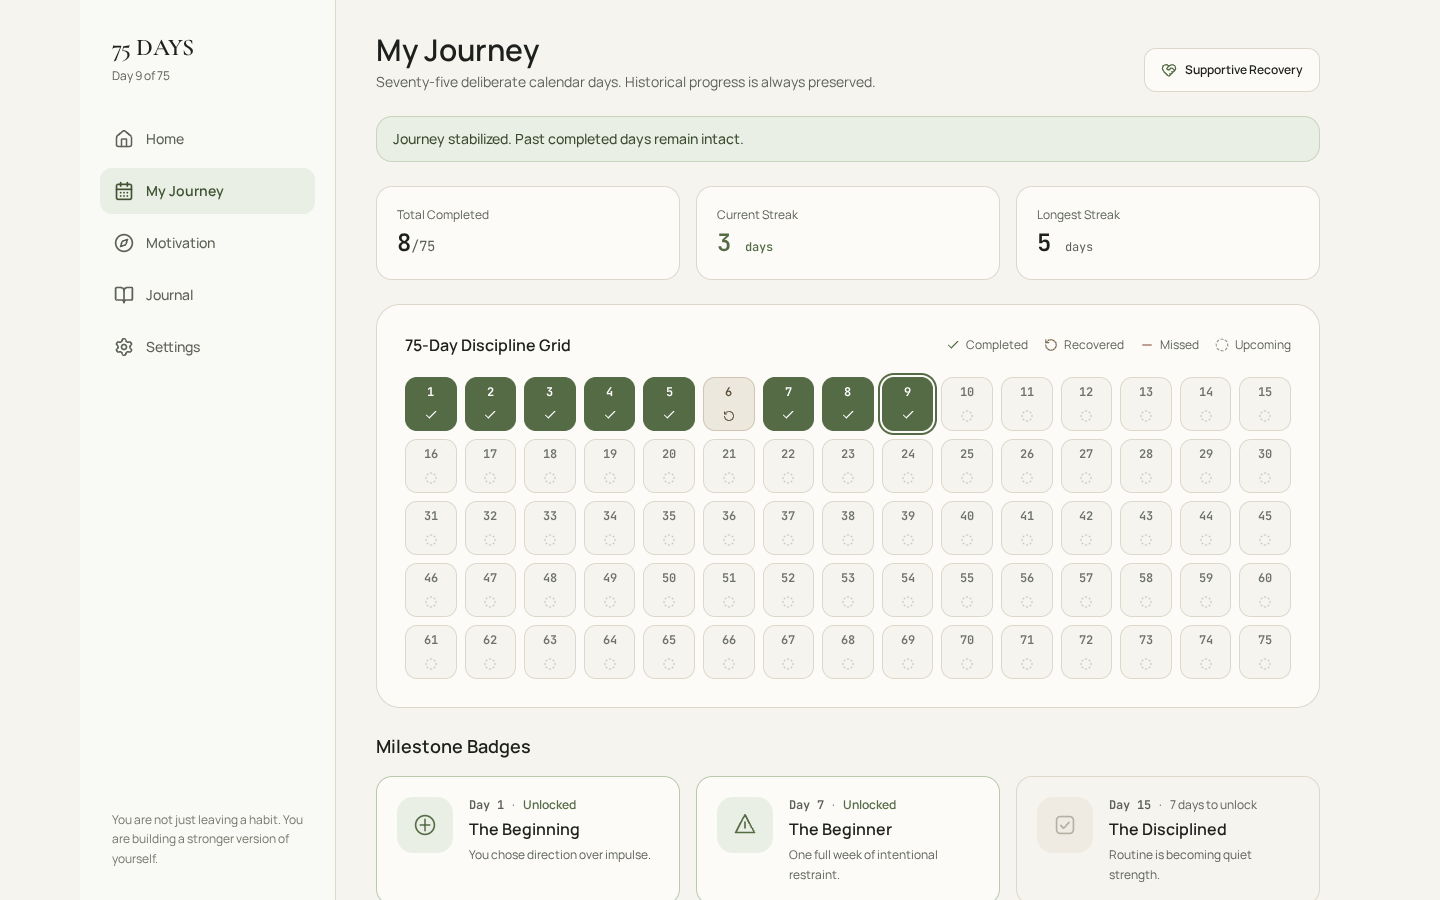 75 DAYS
Day 9 of 75
Home
My Journey
Motivation
Journal
Settings
You are not just leaving a habit. You
are building a stronger version of
yourself.
My Journey
Seventy-five deliberate calendar days. Historical progress is always preserved.
Supportive Recovery
Journey stabilized. Past completed days remain intact.
Total Completed
8/75
Current Streak
3 days
Longest Streak
5 days
75-Day Discipline Grid
Completed Recovered Missed Upcoming
1 2 3 4 5 6 7 8 9 10 11 12 13 14 15
16 17 18 19 20 21 22 23 24 25 26 27 28 29 30
31 32 33 34 35 36 37 38 39 40 41 42 43 44 45
46 47 48 49 50 51 52 53 54 55 56 57 58 59 60
61 62 63 64 65 66 67 68 69 70 71 72 73 74 75
Milestone Badges
Day 1 · Unlocked
The Beginning
You chose direction over impulse.
Day 7 · Unlocked
The Beginner
One full week of intentional
restraint.
Day 15 · 7 days to unlock
The Disciplined
Routine is becoming quiet
strength.